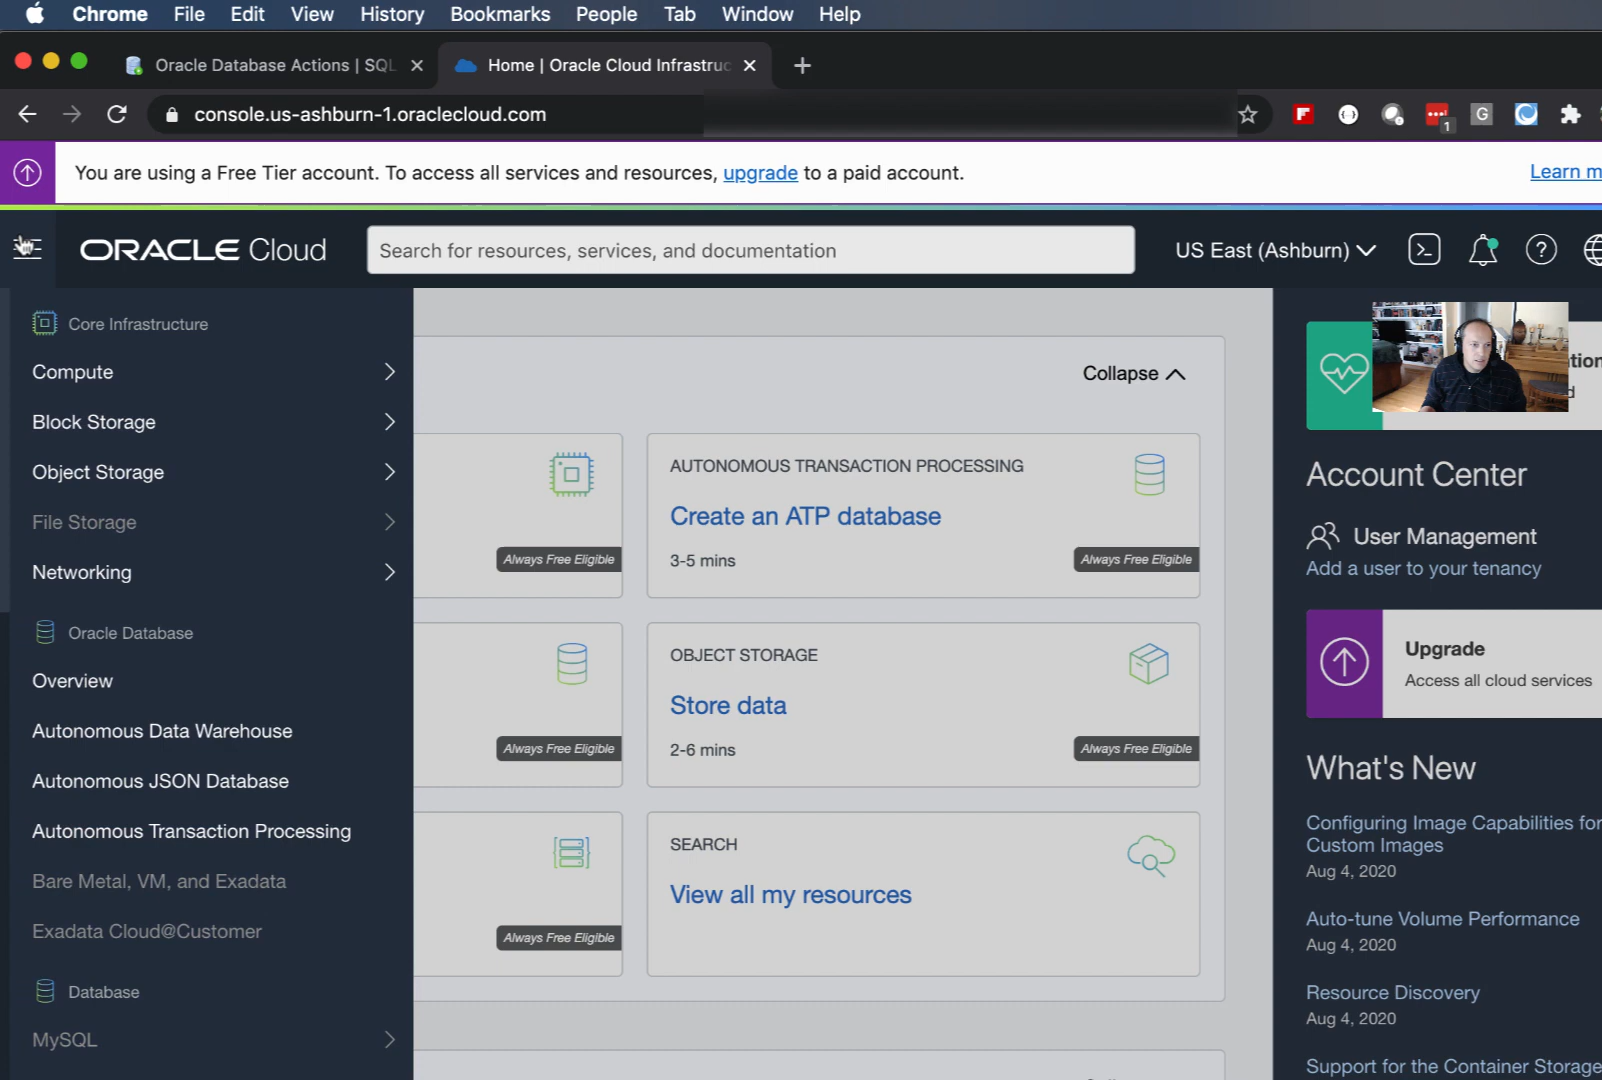 Chrome File Edit View History Bookmarks People Tab Window Help
Oracle Database Actions | SQL
Home | Oracle Cloud Infrastruc
console.us-ashburn-1.oraclecloud.com
1
G
You are using a Free Tier account. To access all services and resources, upgrade to a paid account.
Learn m
ORACLE Cloud
Search for resources, services, and documentation
US East (Ashburn)
Core Infrastructure
Compute
Block Storage
Object Storage
File Storage
Networking
Oracle Database
Overview
Autonomous Data Warehouse
Autonomous JSON Database
Autonomous Transaction Processing
Bare Metal, VM, and Exadata
Exadata Cloud@Customer
Database
MySQL
Collapse
Always Free Eligible
AUTONOMOUS TRANSACTION PROCESSING
Create an ATP database
3-5 mins
Always Free Eligible
Always Free Eligible
OBJECT STORAGE
Store data
2-6 mins
Always Free Eligible
Always Free Eligible
SEARCH
View all my resources
Account Center
User Management
Add a user to your tenancy
Upgrade
Access all cloud services
What's New
Configuring Image Capabilities for
Custom Images
Aug 4, 2020
Auto-tune Volume Performance
Aug 4, 2020
Resource Discovery
Aug 4, 2020
Support for the Container Storage